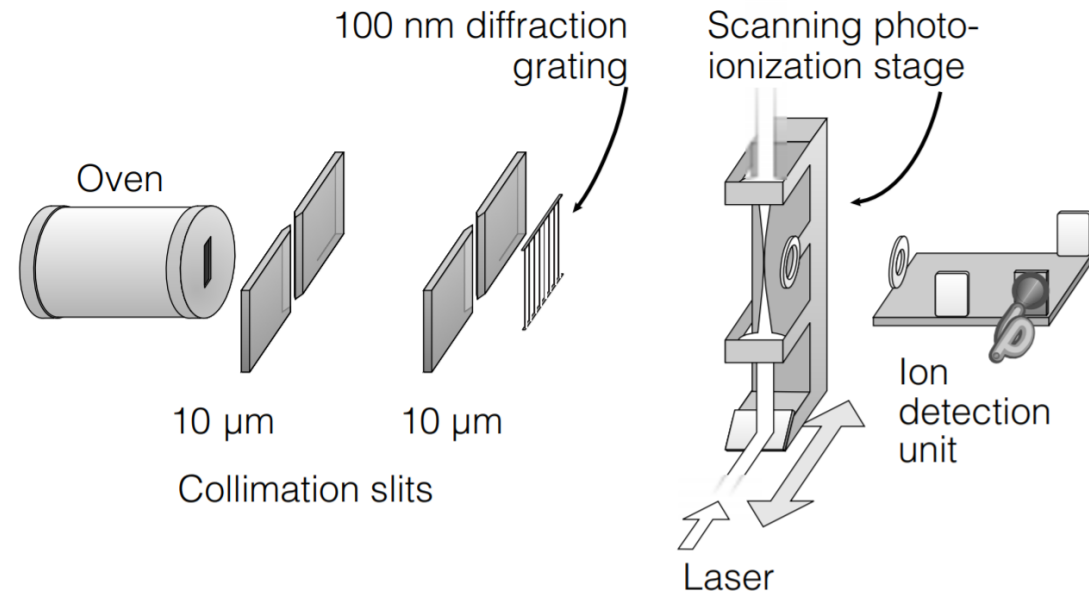 100 nm diffraction
grating
Scanning photo-
ionization stage
Oven
10 µm
10 µm
Collimation slits
Ion
detection
unit
Laser